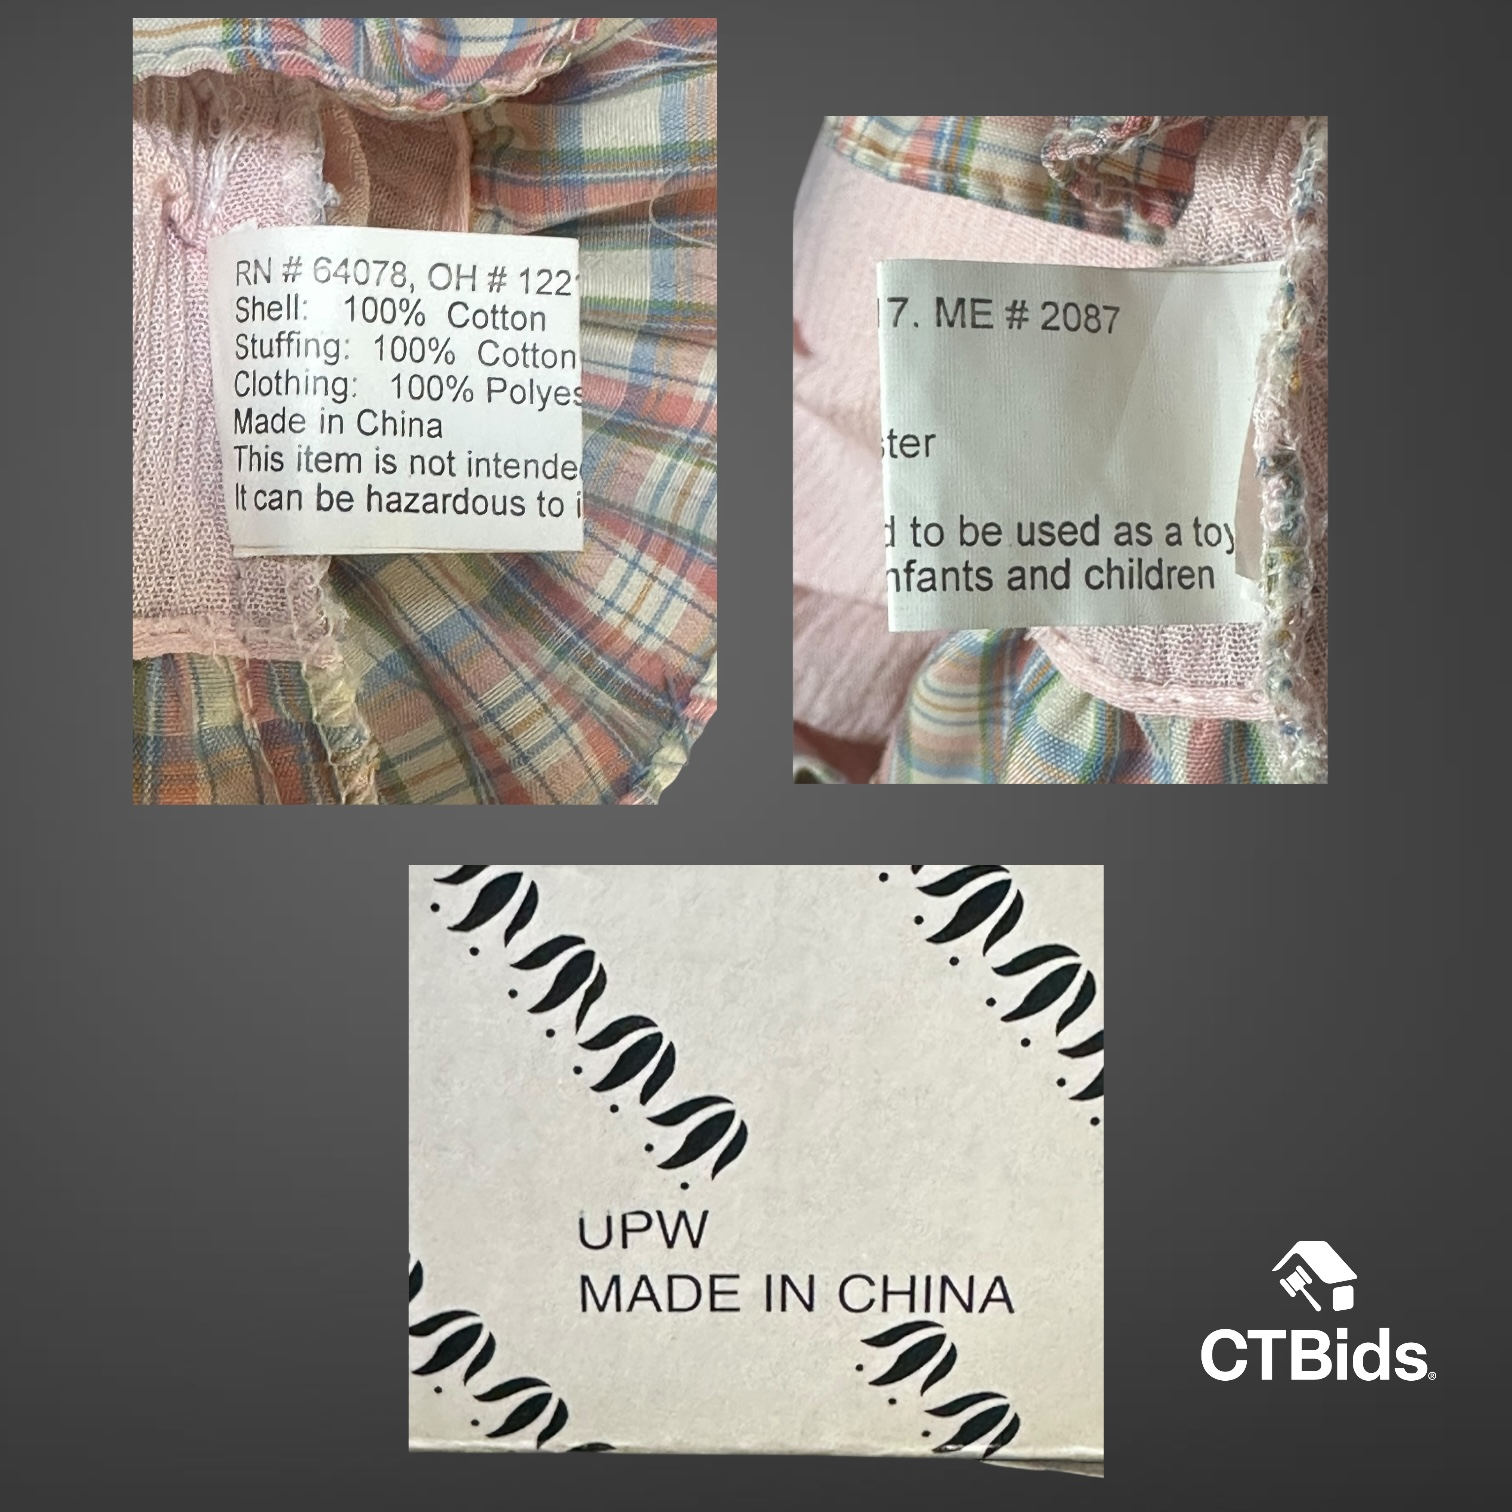 RN # 64078, OH # 122
Shell: 100% Cotton
Stuffing: 100% Cotton
Clothing: 100% Polyes
Made in China
This item is not intende
It can be hazardous to i
17. ME # 2087
ster
d to be used as a toy
nfants and children
UPW
MADE IN CHINA
CTBids®